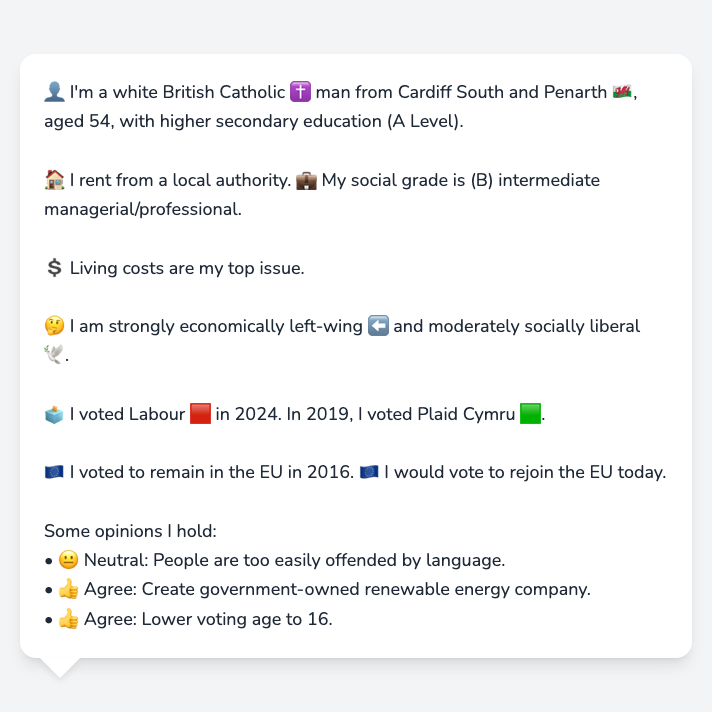 👤 I'm a white British Catholic ✝️ man from Cardiff South and Penarth 🏴󠁧󠁢󠁷󠁬󠁳󠁿,
aged 54, with higher secondary education (A Level).
🏠 I rent from a local authority. 💼 My social grade is (B) intermediate
managerial/professional.
💲 Living costs are my top issue.
🤔 I am strongly economically left-wing ⬅️ and moderately socially liberal
🕊️.
🗳️ I voted Labour 🟥 in 2024. In 2019, I voted Plaid Cymru 🟩.
🇪🇺 I voted to remain in the EU in 2016. 🇪🇺 I would vote to rejoin the EU today.
Some opinions I hold:
• 😐 Neutral: People are too easily offended by language.
• 👍 Agree: Create government-owned renewable energy company.
• 👍 Agree: Lower voting age to 16.